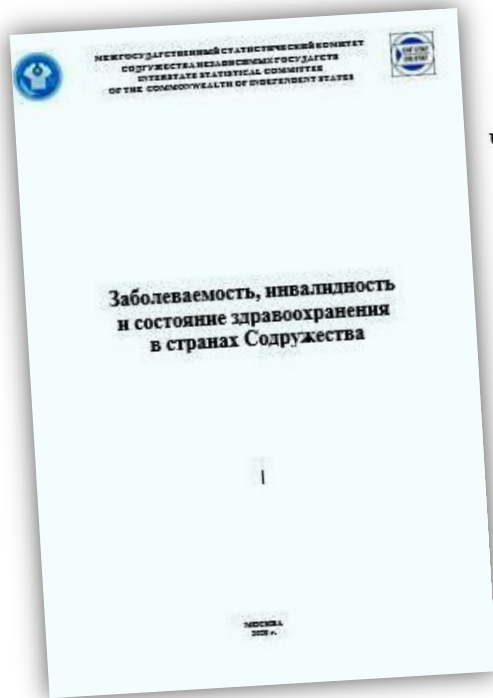 МЕЖГОСУДАРСТВЕННЫЙ СТАТИСТИЧЕСКИЙ КОМИТЕТ
СОДРУЖЕСТВА НЕЗАВИСИМЫХ ГОСУДАРСТВ
INTERSTATE STATISTICAL COMMITTEE
OF THE COMMONWEALTH OF INDEPENDENT STATES
Заболеваемость, инвалидность
и состояние здравоохранения
в странах Содружества
МОСКВА